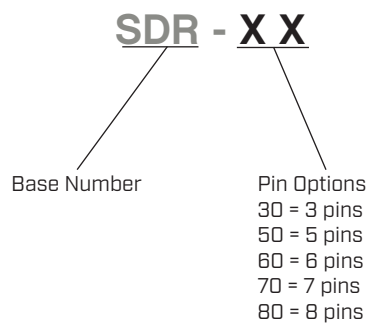 SDR - X X
Base Number
Pin Options
30 = 3 pins
50 = 5 pins
60 = 6 pins
70 = 7 pins
80 = 8 pins